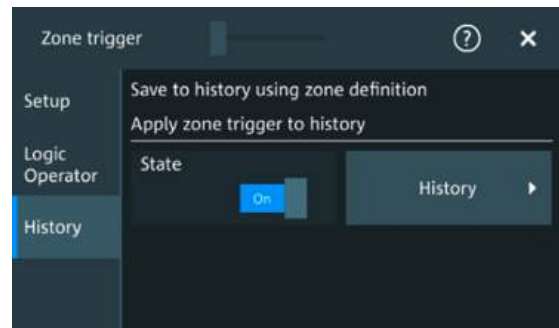 Zone trigger
?
Setup
Logic
Operator
History
Save to history using zone definition
Apply zone trigger to history
State
On
History